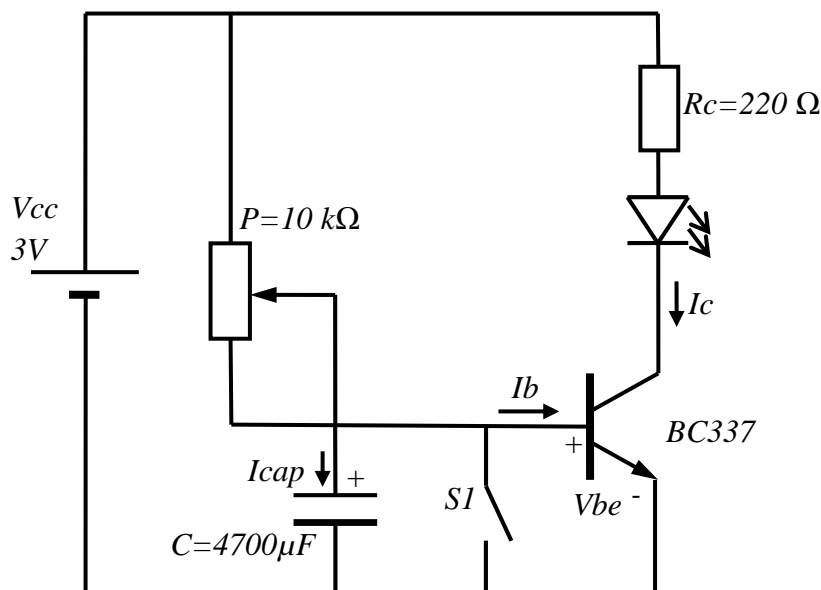 Rc=220 Ω
Vcc
3V
P=10 kΩ
Ic
Ib
BC337
+
Icap
+
S1
Vbe -
C=4700µF